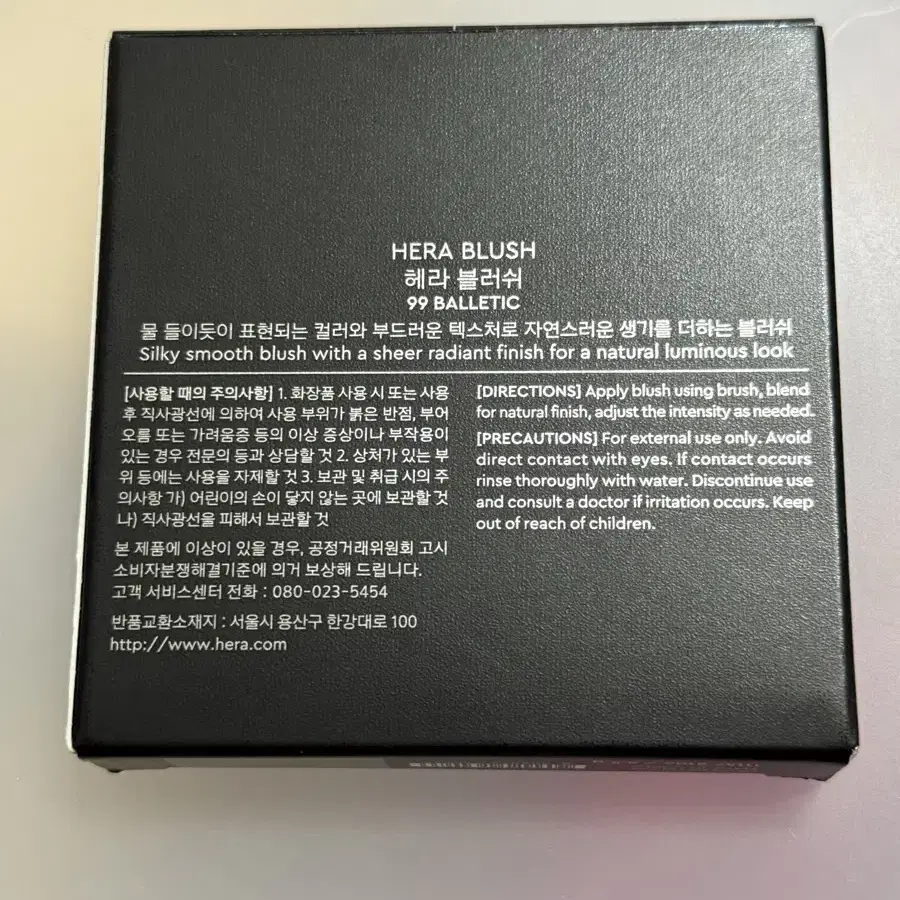 HERA BLUSH
헤라 블러쉬
99 BALLETIC
물 들이듯이 표현되는 컬러와 부드러운 텍스처로 자연스러운 생기를 더하는 블러쉬
Silky smooth blush with a sheer radiant finish for a natural luminous look
[사용할 때의 주의사항] 1. 화장품 사용 시 또는 사용
후 직사광선에 의하여 사용 부위가 붉은 반점, 부어
오름 또는 가려움증 등의 이상 증상이나 부작용이
있는 경우 전문의 등과 상담할 것 2. 상처가 있는 부
위 등에는 사용을 자제할 것 3. 보관 및 취급 시의 주
의사항 가) 어린이의 손이 닿지 않는 곳에 보관할 것
나) 직사광선을 피해서 보관할 것
본 제품에 이상이 있을 경우, 공정거래위원회 고시
소비자분쟁해결기준에 의거 보상해 드립니다.
고객 서비스센터 전화 : 080-023-5454
반품교환소재지 : 서울시 용산구 한강대로 100
http://www.hera.com
[DIRECTIONS] Apply blush using brush, blend
for natural finish, adjust the intensity as needed.
[PRECAUTIONS] For external use only. Avoid
direct contact with eyes. If contact occurs
rinse thoroughly with water. Discontinue use
and consult a doctor if irritation occurs. Keep
out of reach of children.